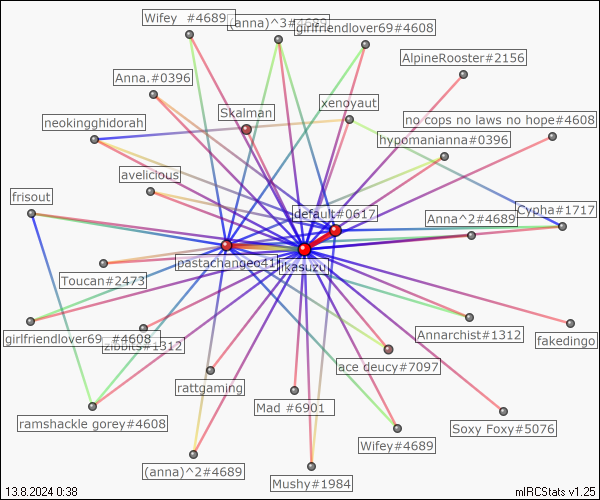 Wifey #4689
(anna)^3#4689
girlfriendlover69#4608
AlpineRooster#2156
Anna.#0396
Skalman
xenoyaut
no cops no laws no hope#4608
neokingghidorah
hypomanianna#0396
avelicious
frisout
default#0617
Anna^2#4689
Cypha#1717
pastachangeo41
ikasuzu
Toucan#2473
girlfriendlover69 #4608
zibbits#1312
Annarchist#1312
fakedingo
ace deucy#7097
rattgaming
Mad #6901
ramshackle gorey#4608
Soxy Foxy#5076
Wifey#4689
(anna)^2#4689
Mushy#1984
13.8.2024 0:38
mIRCStats v1.25